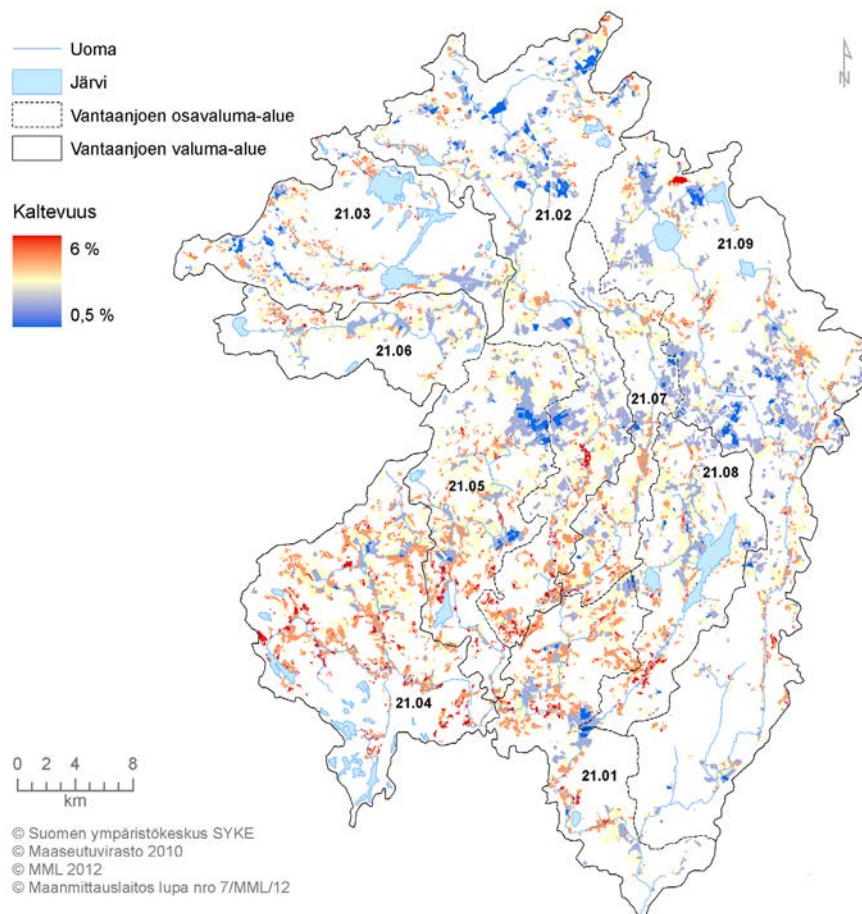 Uoma
Järvi
Vantaanjoen osavaluma-alue
Vantaanjoen valuma-alue
Kaltevuus
6 %
0,5 %
21.03
21.02
21.09
21.06
21.07
21.08
21.05
21.04
21.01
0 2 4 8
km
© Suomen ympäristökeskus SYKE
© Maaseutuvirasto 2010
© MML 2012
© Maanmittauslaitos lupa nro 7/MML/12